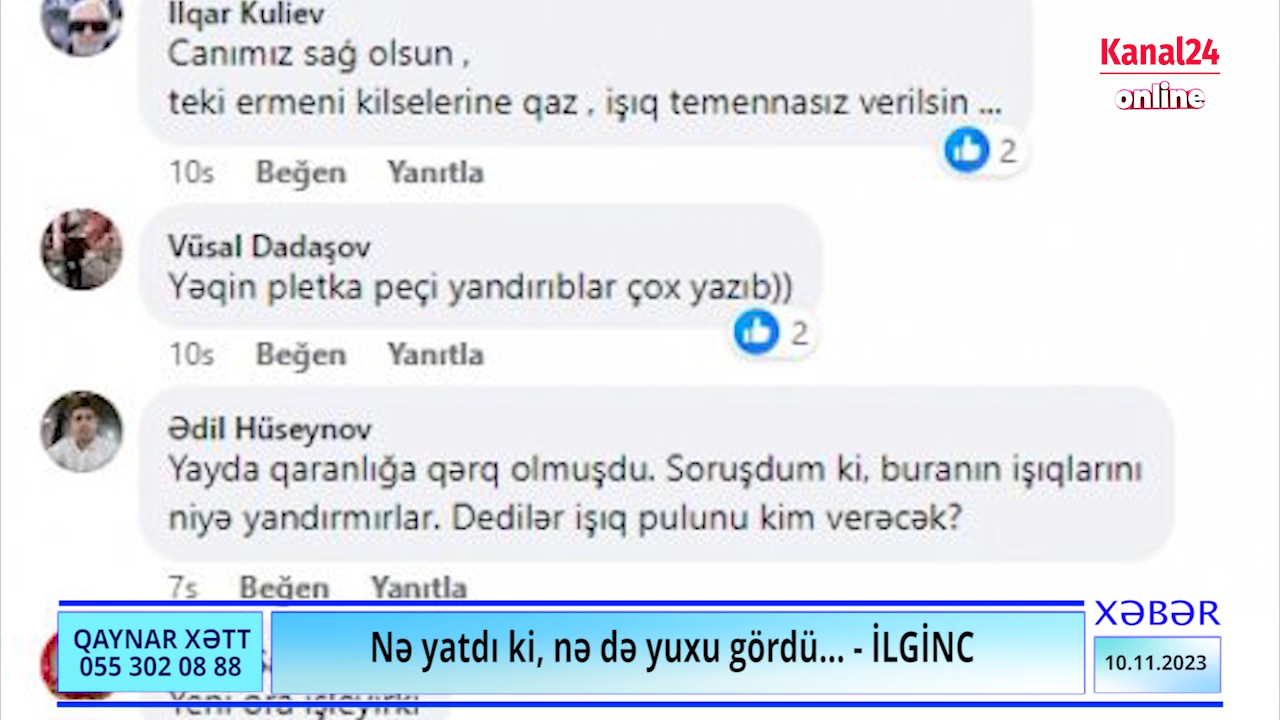 Ilqar Kuliev
Canımız sağ olsun ,
teki ermeni kilselerine qaz , işıq temennasız verilsin ...
2
10s Beğen Yanıtla
Vüsal Dadaşov
Yəqin pletka peçi yandırıblar çox yazıb))
2
10s Beğen Yanıtla
Ədil Hüseynov
Yayda qaranlığa qərq olmuşdu. Soruşdum ki, buranın işıqlarını
niyə yandırmırlar. Dedilər işıq pulunu kim verəcək?
7s Beğen Yanıtla
Yeni ora işleyirki
Kanal24
online
QAYNAR XƏTT
055 302 08 88
Nə yatdı ki, nə də yuxu gördü... - İLGİNC
XƏBƏR
10.11.2023